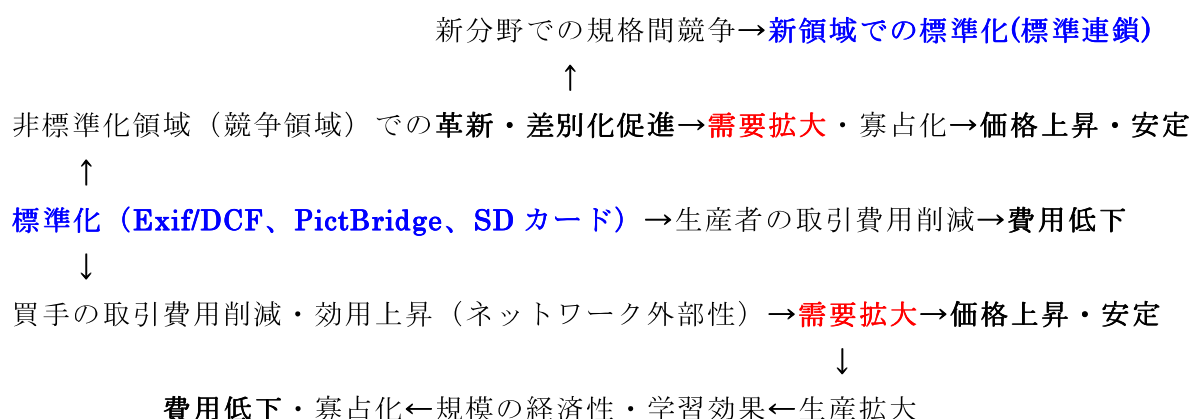 新分野での規格間競争→新領域での標準化(標準連鎖)
↑
非標準化領域（競争領域）での革新・差別化促進→需要拡大・寡占化→価格上昇・安定
↑
標準化（Exif/DCF、PictBridge、SDカード）→生産者の取引費用削減→費用低下
↓
買手の取引費用削減・効用上昇（ネットワーク外部性）→需要拡大→価格上昇・安定
↓
費用低下・寡占化←規模の経済性・学習効果←生産拡大